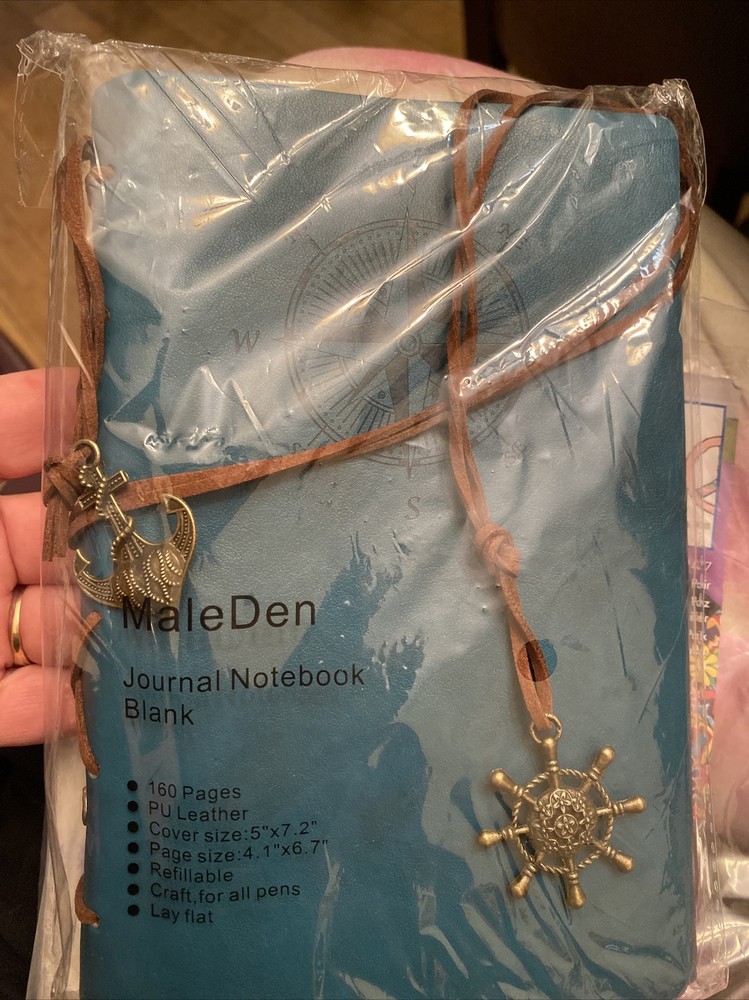 W
SE
S
MaleDen
Journal Notebook
Blank
● 160 Pages
● PU Leather
● Cover size:5"x7.2"
● Page size:4.1"x6.7"
● Refillable
● Craft,for all pens
● Lay flat